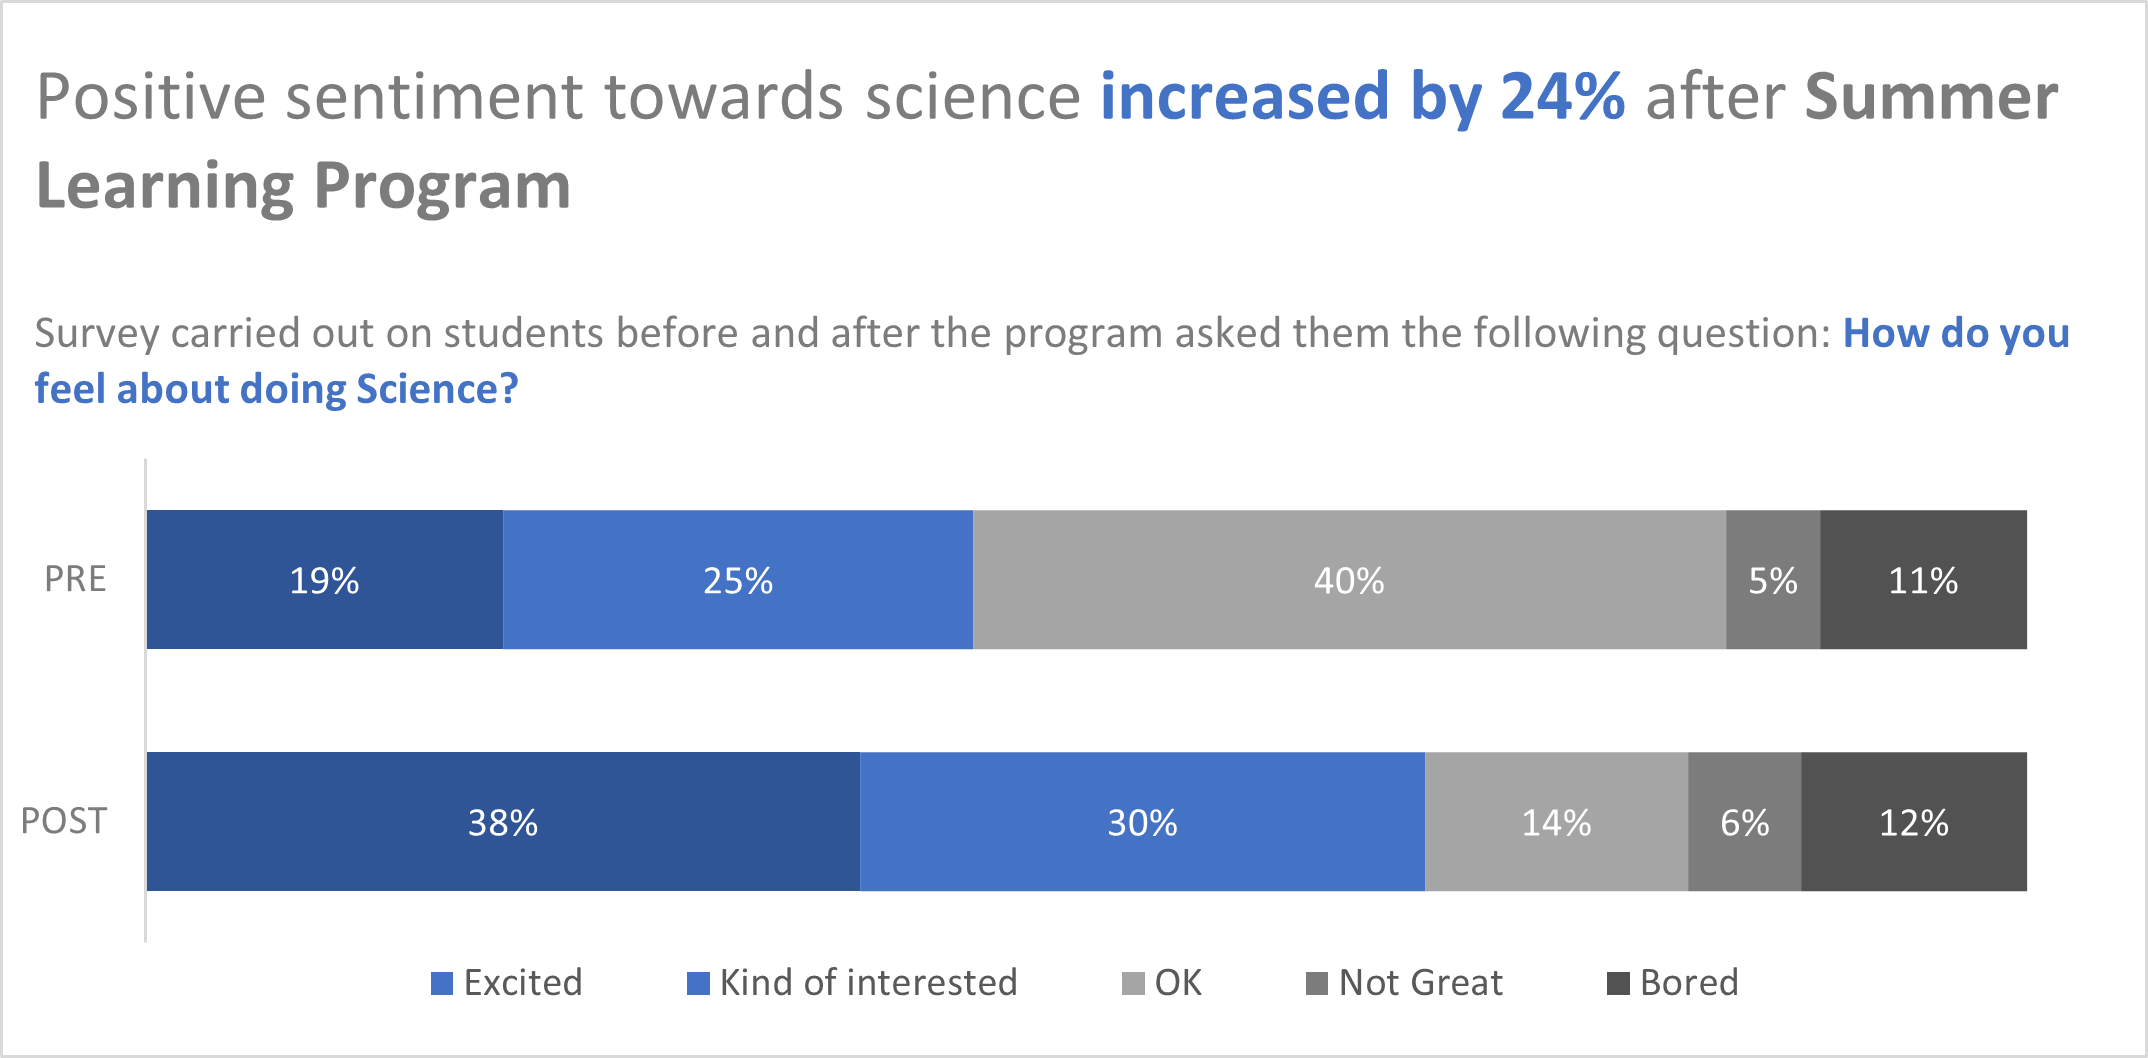 Positive sentiment towards science increased by 24% after Summer
Learning Program
Survey carried out on students before and after the program asked them the following question: How do you
feel about doing Science?
PRE 19% 25% 40% 5% 11%
POST 38% 30% 14% 6% 12%
Excited Kind of interested OK Not Great Bored